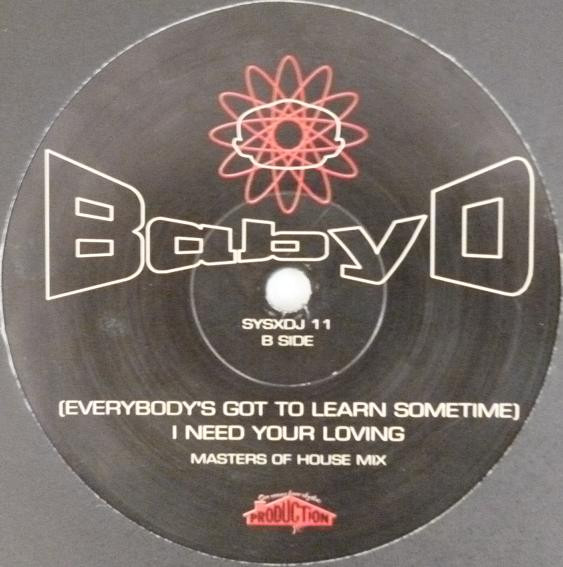 Baby D
SYSXDJ 11
B SIDE
(EVERYBODY'S GOT TO LEARN SOMETIME)
I NEED YOUR LOVING
MASTERS OF HOUSE MIX
PRODUCTION